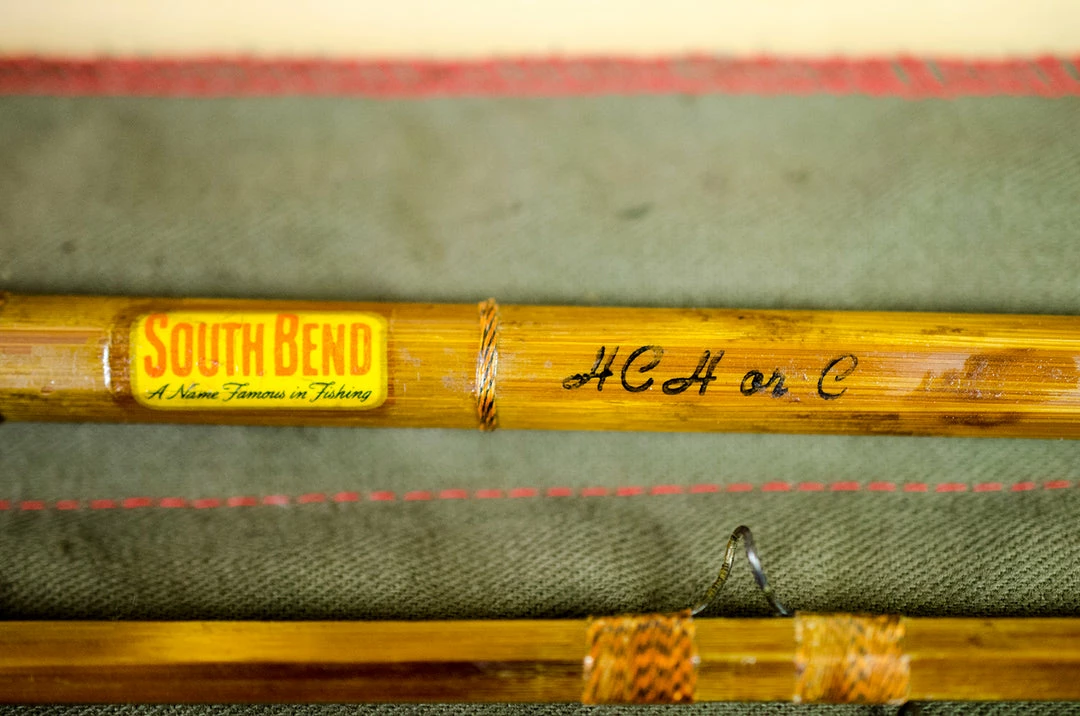 SOUTH BEND
A Name Famous in Fishing
HCH or C